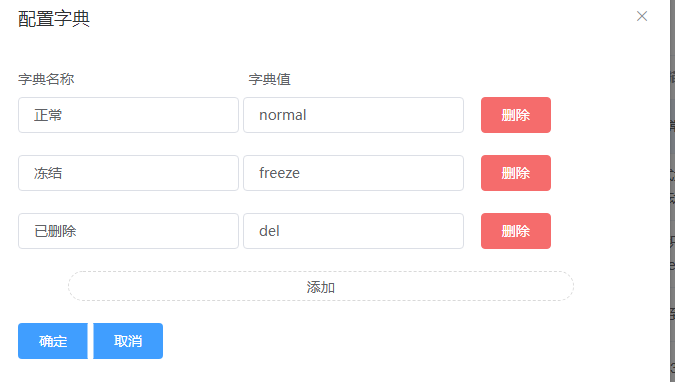 配置字典
字典名称 字典值
正常 normal 删除
冻结 freeze 删除
已删除 del 删除
添加
确定 取消